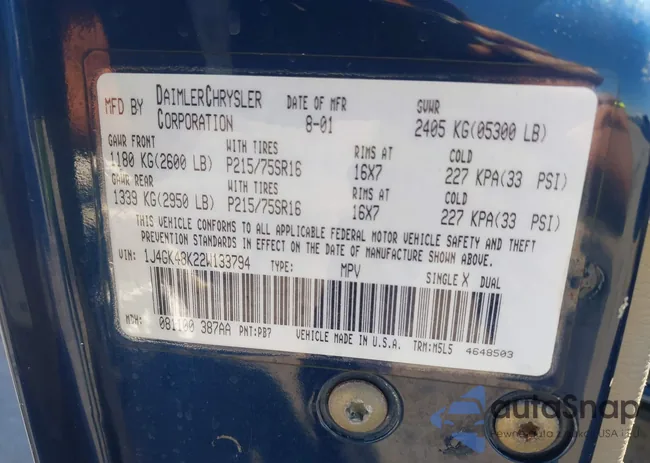 MFD BY DAIMLERCHRYSLER CORPORATION DATE OF MFR 8-01 GVWR 2405 KG(05300 LB)
GAWR FRONT WITH TIRES RIMS AT COLD
1180 KG(2600 LB) P215/75SR16 16X7 227 KPA(33 PSI)
GAWR REAR WITH TIRES RIMS AT COLD
1339 KG(2950 LB) P215/75SR16 16X7 227 KPA(33 PSI)
THIS VEHICLE CONFORMS TO ALL APPLICABLE FEDERAL MOTOR VEHICLE SAFETY AND THEFT
PREVENTION STANDARDS IN EFFECT ON THE DATE OF MANUFACTURE SHOWN ABOVE.
VIN: 1J4GK48K22W133794 TYPE: MPV SINGLE X DUAL
MDH: 081100 387AA PNT:PB7 VEHICLE MADE IN U.S.A. TRM:M5L5 4648503
autoSnap